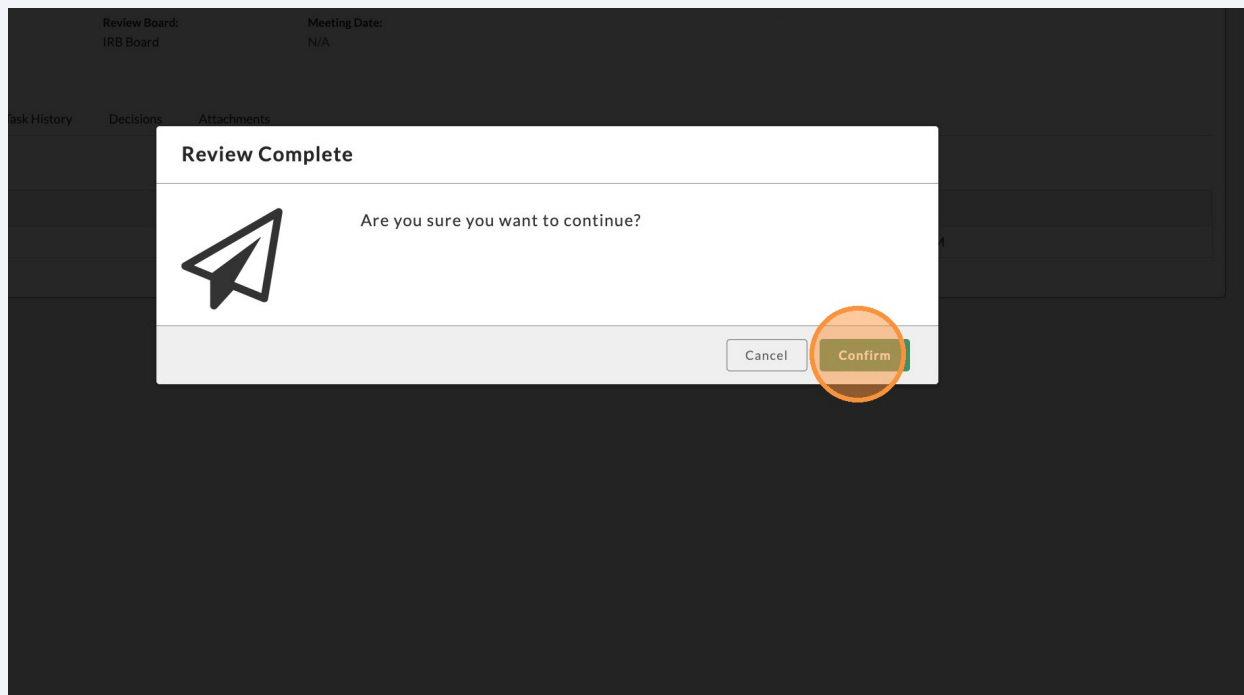 Review Board:
Meeting Date:
IRB Board
N/A
Task History
Decisions
Attachments
Review Complete
Are you sure you want to continue?
Cancel
Confirm